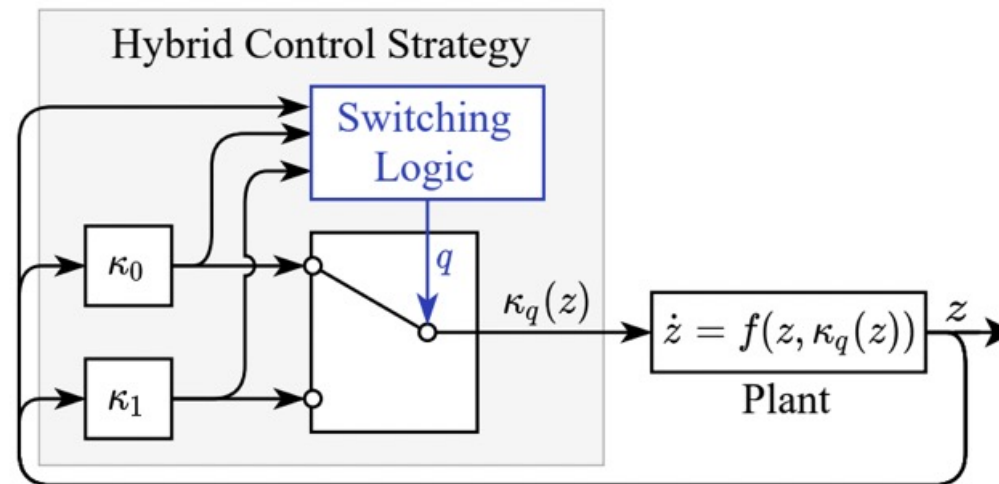 Hybrid Control Strategy
Switching
Logic
q
κ₀
κ₁
κ_q(z)
ż = f(z, κ_q(z))
z
Plant